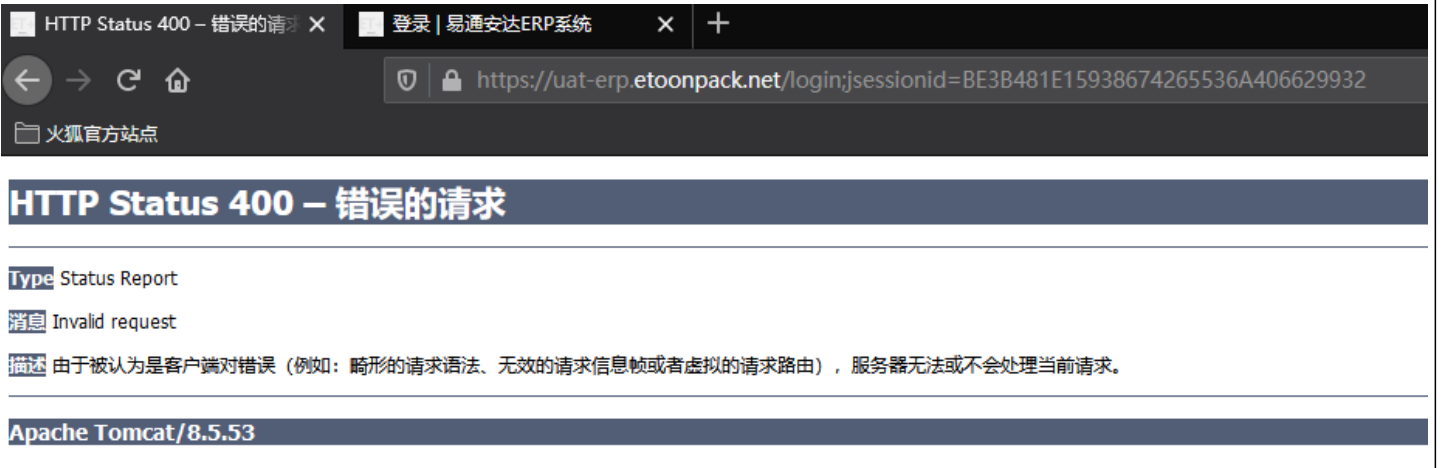 HTTP Status 400 – 错误的请求
登录 | 易通安达ERP系统
https://uat-erp.etoonpack.net/login;jsessionid=BE3B481E15938674265536A406629932
火狐官方站点
HTTP Status 400 – 错误的请求
Type Status Report
消息 Invalid request
描述 由于被认为是客户端对错误（例如：畸形的请求语法、无效的请求信息帧或者虚拟的请求路由），服务器无法或不会处理当前请求。
Apache Tomcat/8.5.53